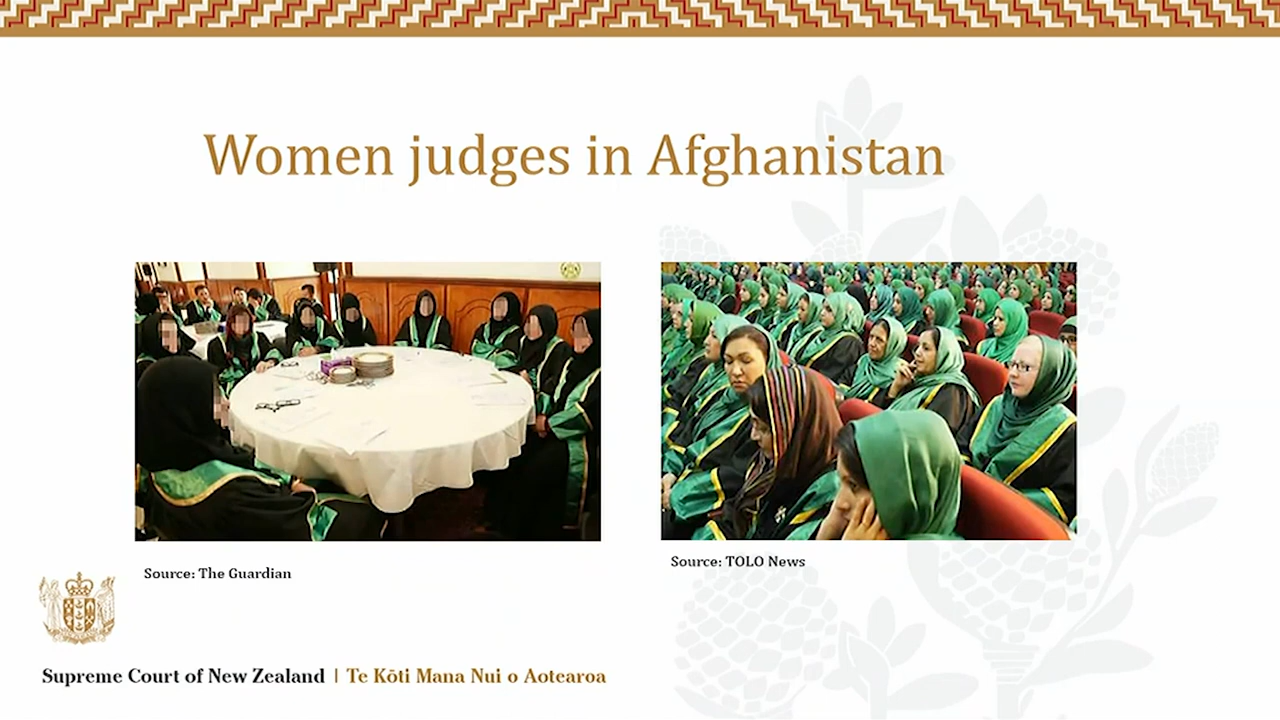 Women judges in Afghanistan
Source: The Guardian
Source: TOLO News
Supreme Court of New Zealand | Te Kōti Mana Nui o Aotearoa